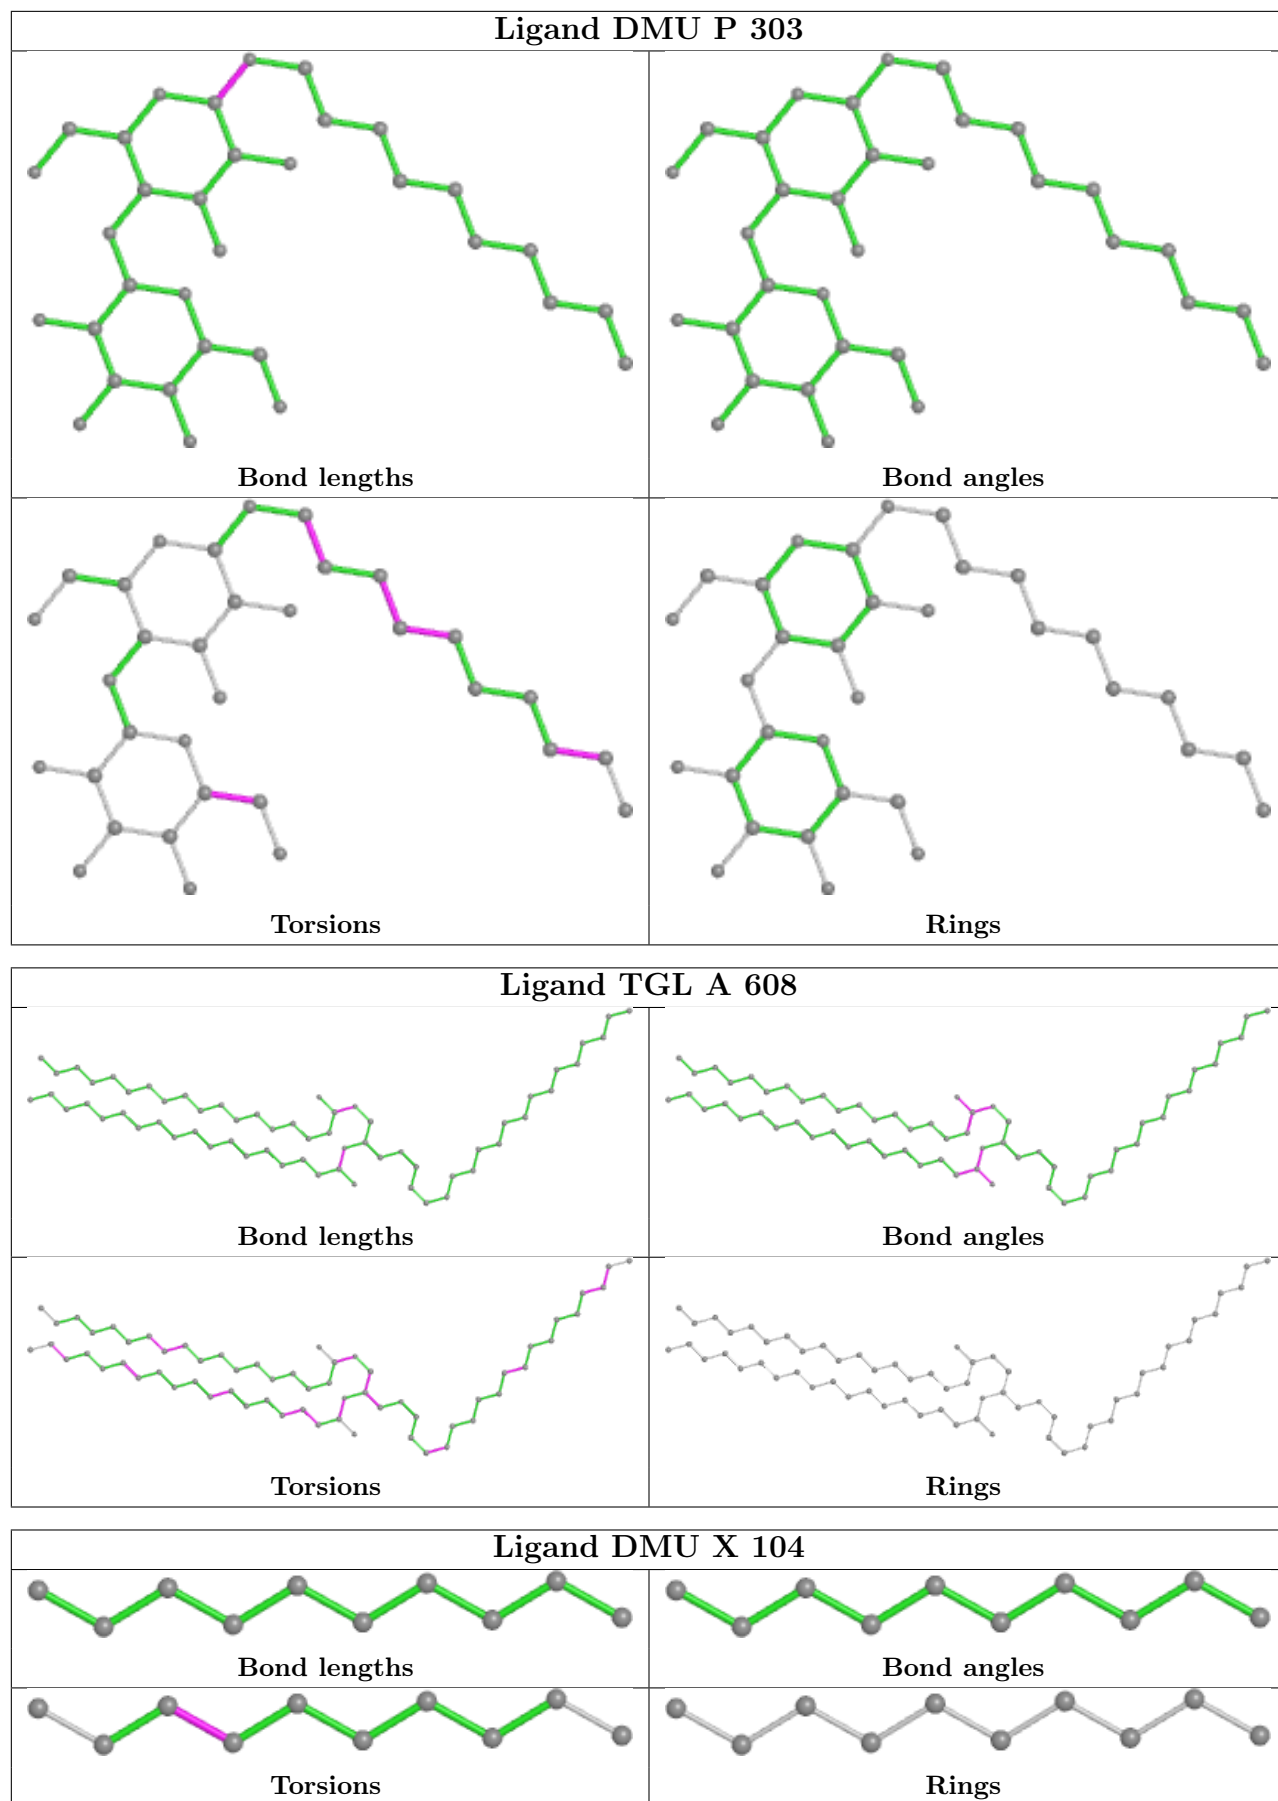 Ligand DMU P 303
Bond lengths
Bond angles
Torsions
Rings
Ligand TGL A 608
Bond lengths
Bond angles
Torsions
Rings
Ligand DMU X 104
Bond lengths
Bond angles
Torsions
Rings